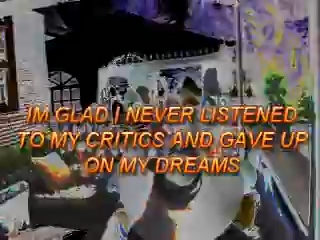 IM GLAD I NEVER LISTENED
TO MY CRITICS AND GAVE UP
ON MY DREAMS